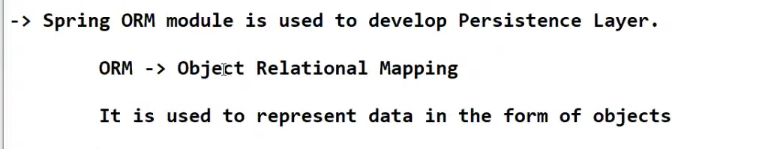 -> Spring ORM module is used to develop Persistence Layer.
ORM -> Object Relational Mapping
It is used to represent data in the form of objects